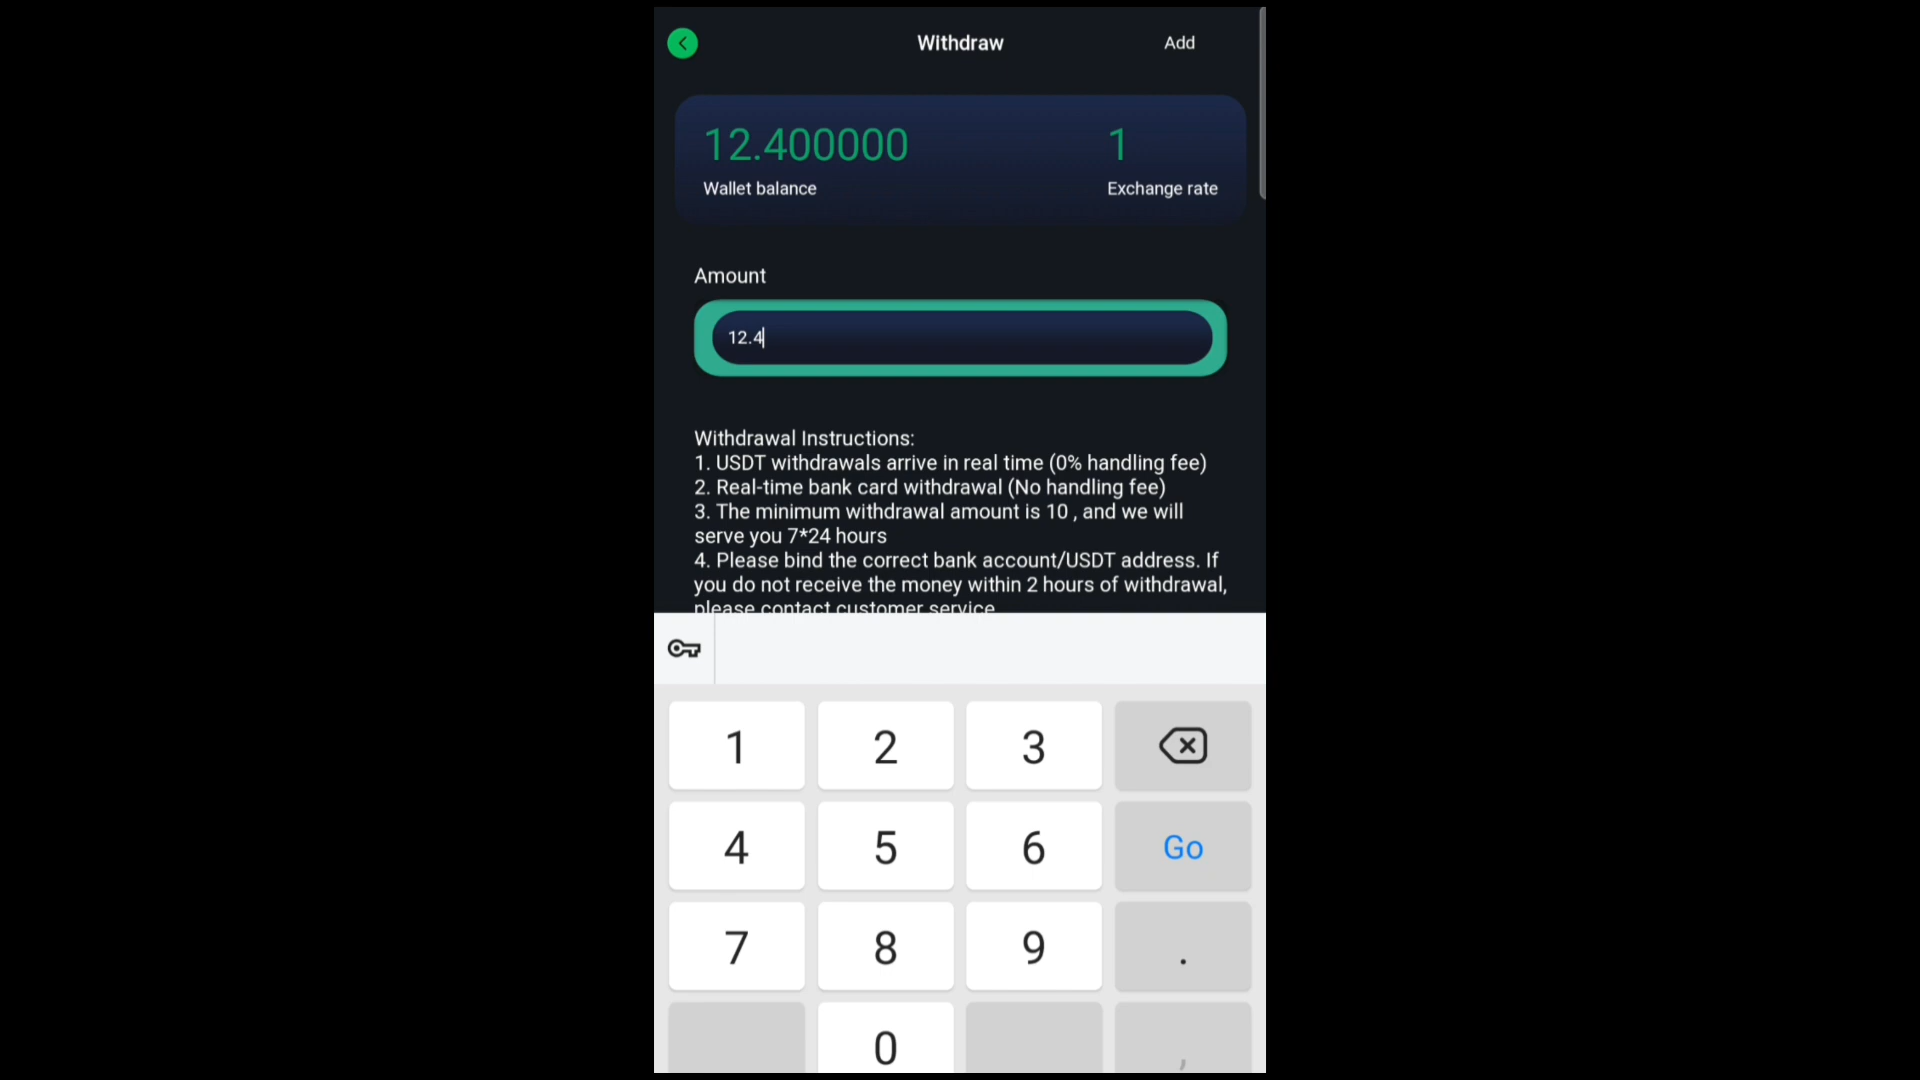 Withdraw
Add
12.400000
1
Wallet balance
Exchange rate
Amount
12.4
Withdrawal Instructions:
1. USDT withdrawals arrive in real time (0% handling fee)
2. Real-time bank card withdrawal (No handling fee)
3. The minimum withdrawal amount is 10 , and we will
serve you 7*24 hours
4. Please bind the correct bank account/USDT address. If
you do not receive the money within 2 hours of withdrawal,
please contact customer service
1 2 3
4 5 6 Go
7 8 9 .
0 ,